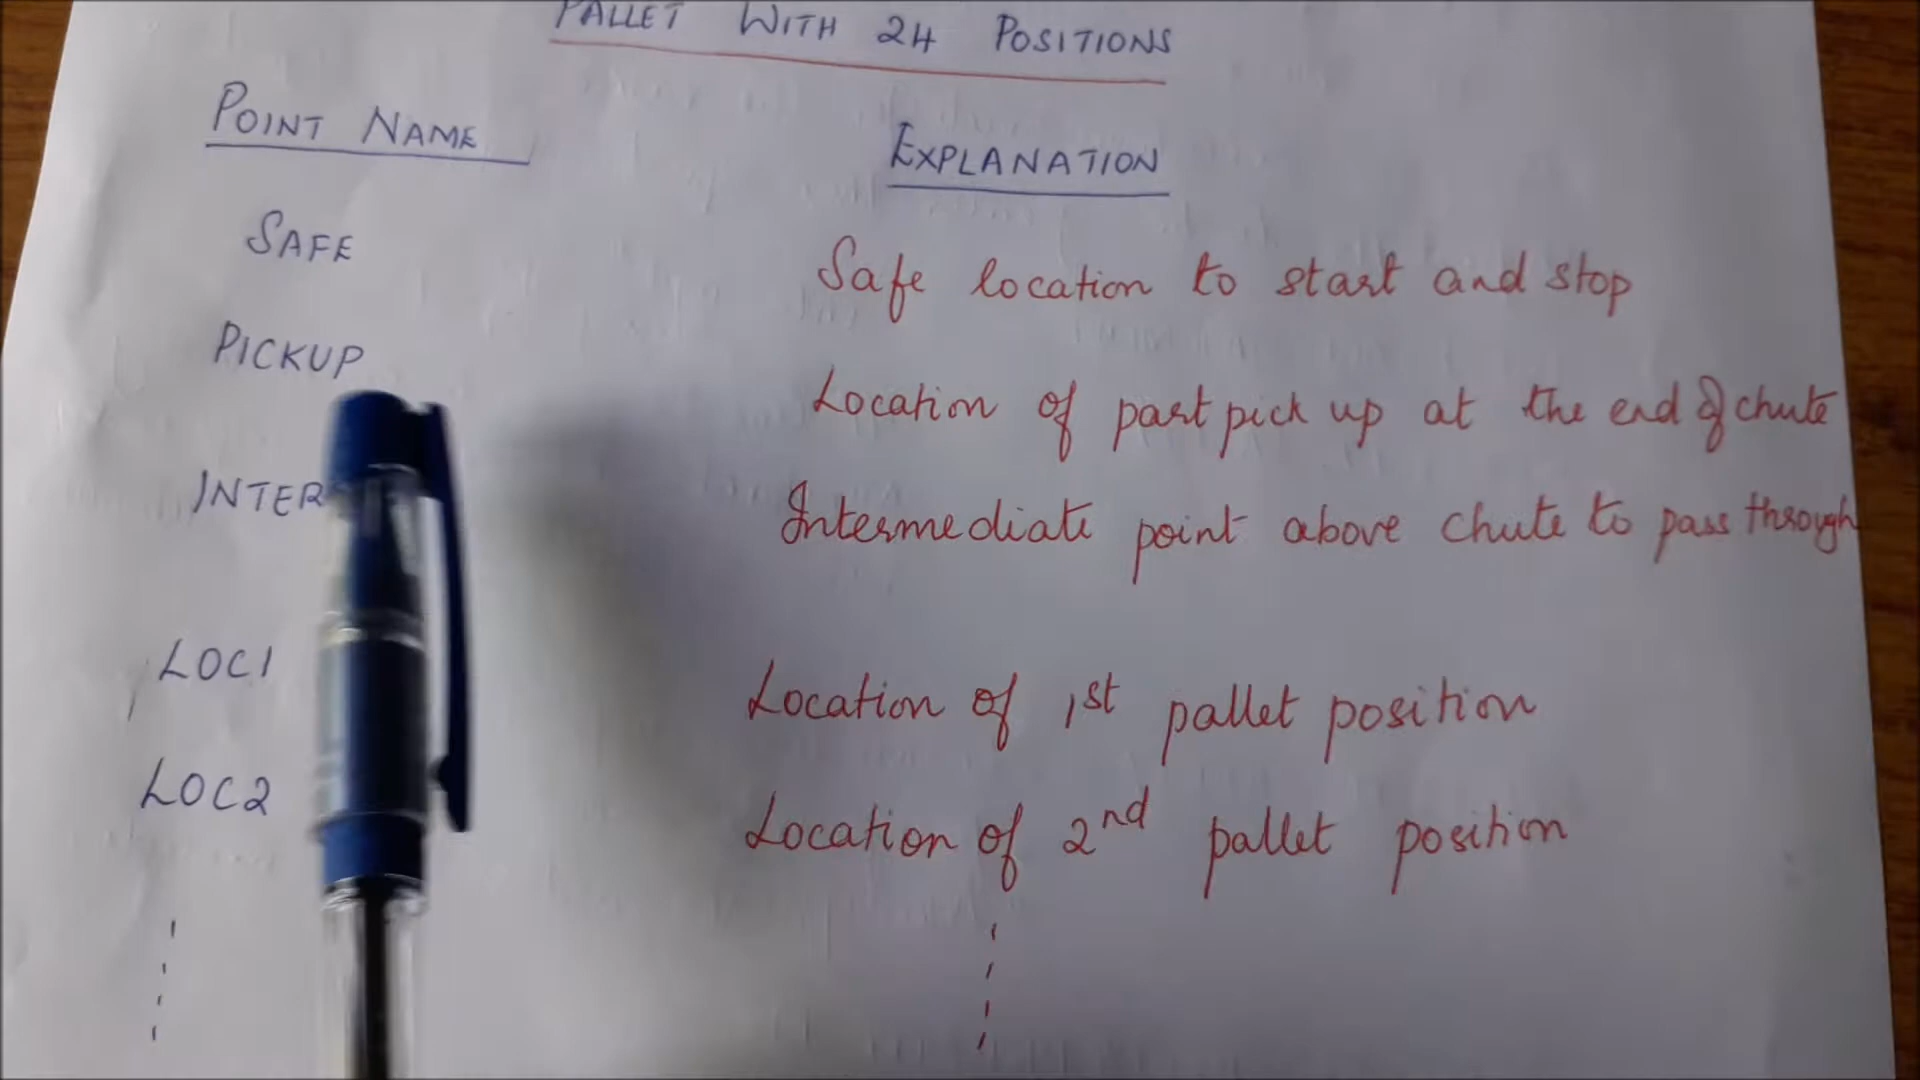 PALLET WITH 24 POSITIONS
POINT NAME EXPLANATION
SAFE Safe location to start and stop
PICKUP Location of part pick up at the end of chute
INTER Intermediate point above chute to pass through
LOC1 Location of 1st pallet position
LOC2 Location of 2nd pallet position